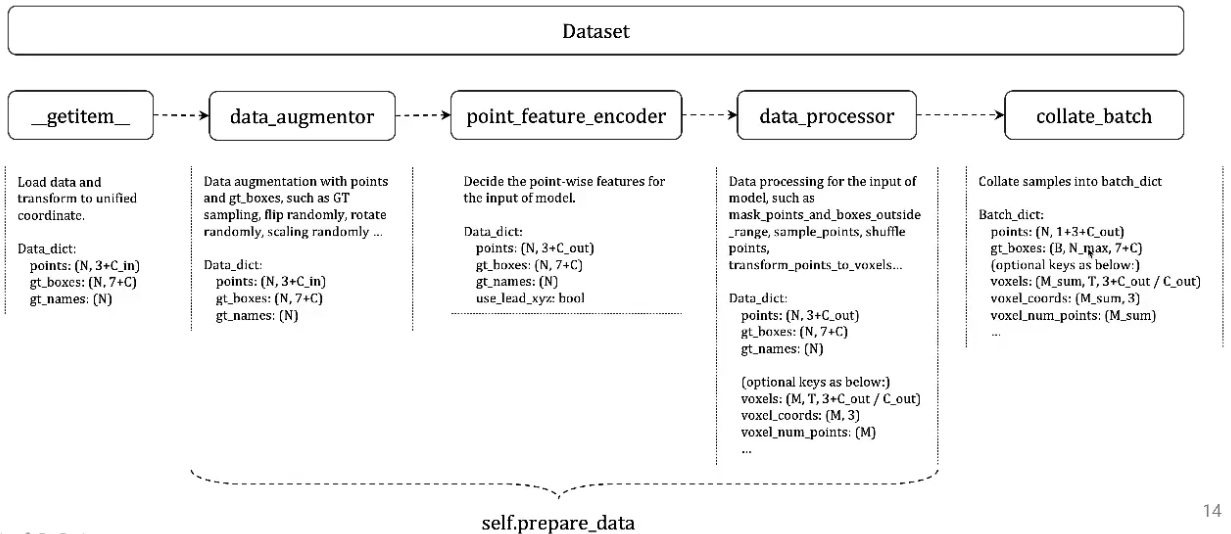 Dataset
__getitem__
data_augmentor
point_feature_encoder
data_processor
collate_batch
Load data and
transform to unified
coordinate.
Data_dict:
points: (N, 3+C_in)
gt_boxes: (N, 7+C)
gt_names: (N)
Data augmentation with points
and gt_boxes, such as GT
sampling, flip randomly, rotate
randomly, scaling randomly ...
Data_dict:
points: (N, 3+C_in)
gt_boxes: (N, 7+C)
gt_names: (N)
Decide the point-wise features for
the input of model.
Data_dict:
points: (N, 3+C_out)
gt_boxes: (N, 7+C)
gt_names: (N)
use_lead_xyz: bool
Data processing for the input of
model, such as
mask_points_and_boxes_outside
_range, sample_points, shuffle
points,
transform_points_to_voxels...
Data_dict:
points: (N, 3+C_out)
gt_boxes: (N, 7+C)
gt_names: (N)
(optional keys as below:)
voxels: (M, T, 3+C_out / C_out)
voxel_coords: (M, 3)
voxel_num_points: (M)
...
Collate samples into batch_dict
Batch_dict:
points: (N, 1+3+C_out)
gt_boxes: (B, N_max, 7+C)
(optional keys as below:)
voxels: (M_sum, T, 3+C_out / C_out)
voxel_coords: (M_sum, 3)
voxel_num_points: (M_sum)
...
self.prepare_data
14